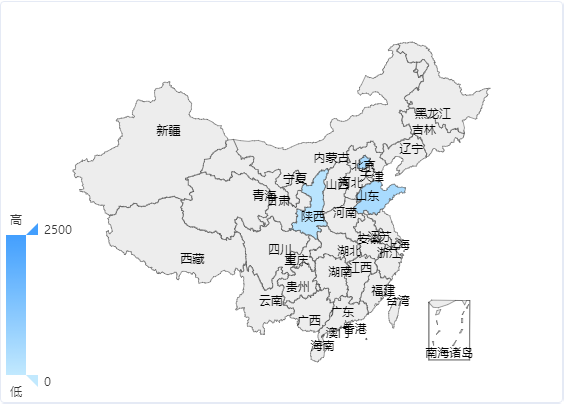 黑龙江
吉林
新疆
辽宁
内蒙古
北京
天津
宁夏
河北
山西
青海
甘肃
山东
陕西
河南
高
2500
江苏
安徽
上海
四川
湖北
浙江
西藏
重庆
湖南
江西
贵州
福建
云南
台湾
广东
广西
香港
澳门
海南
南海诸岛
0
低